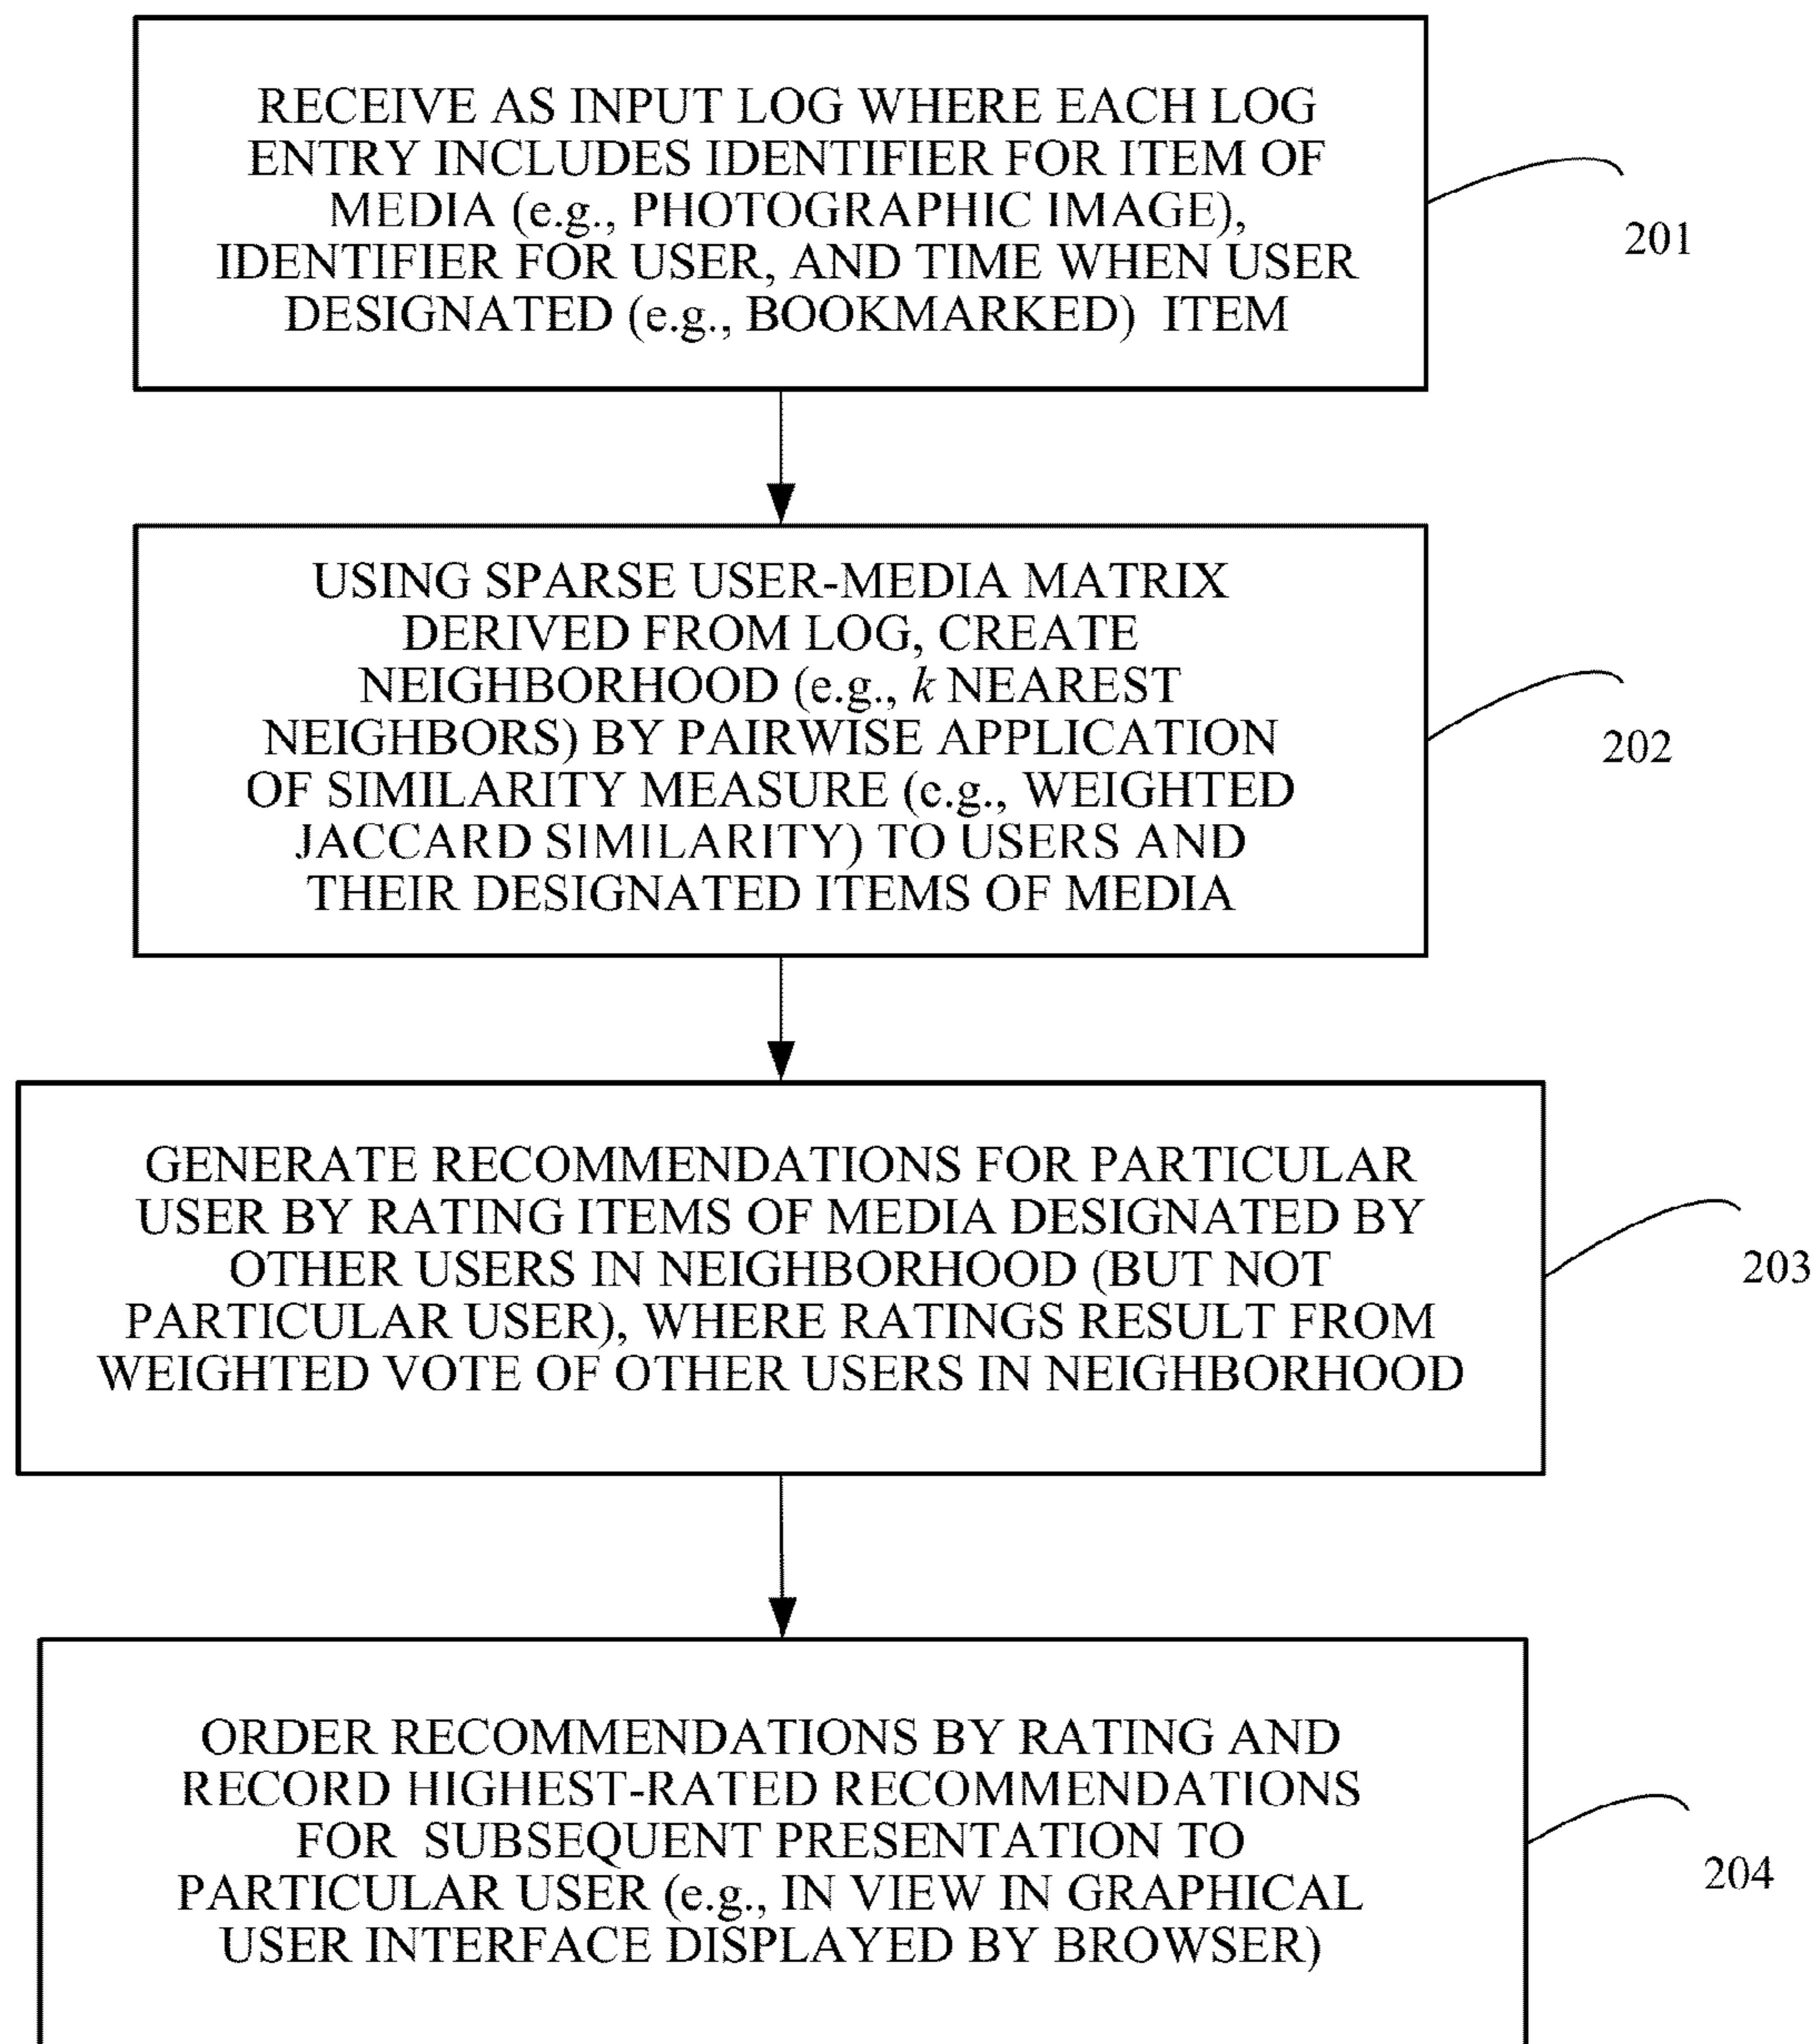 RECEIVE AS INPUT LOG WHERE EACH LOG
ENTRY INCLUDES IDENTIFIER FOR ITEM OF
MEDIA (e.g., PHOTOGRAPHIC IMAGE),
IDENTIFIER FOR USER, AND TIME WHEN USER
DESIGNATED (e.g., BOOKMARKED) ITEM
201
USING SPARSE USER-MEDIA MATRIX
DERIVED FROM LOG, CREATE
NEIGHBORHOOD (e.g., k NEAREST
NEIGHBORS) BY PAIRWISE APPLICATION
OF SIMILARITY MEASURE (e.g., WEIGHTED
JACCARD SIMILARITY) TO USERS AND
THEIR DESIGNATED ITEMS OF MEDIA
202
GENERATE RECOMMENDATIONS FOR PARTICULAR
USER BY RATING ITEMS OF MEDIA DESIGNATED BY
OTHER USERS IN NEIGHBORHOOD (BUT NOT
PARTICULAR USER), WHERE RATINGS RESULT FROM
WEIGHTED VOTE OF OTHER USERS IN NEIGHBORHOOD
203
ORDER RECOMMENDATIONS BY RATING AND
RECORD HIGHEST-RATED RECOMMENDATIONS
FOR SUBSEQUENT PRESENTATION TO
PARTICULAR USER (e.g., IN VIEW IN GRAPHICAL
USER INTERFACE DISPLAYED BY BROWSER)
204